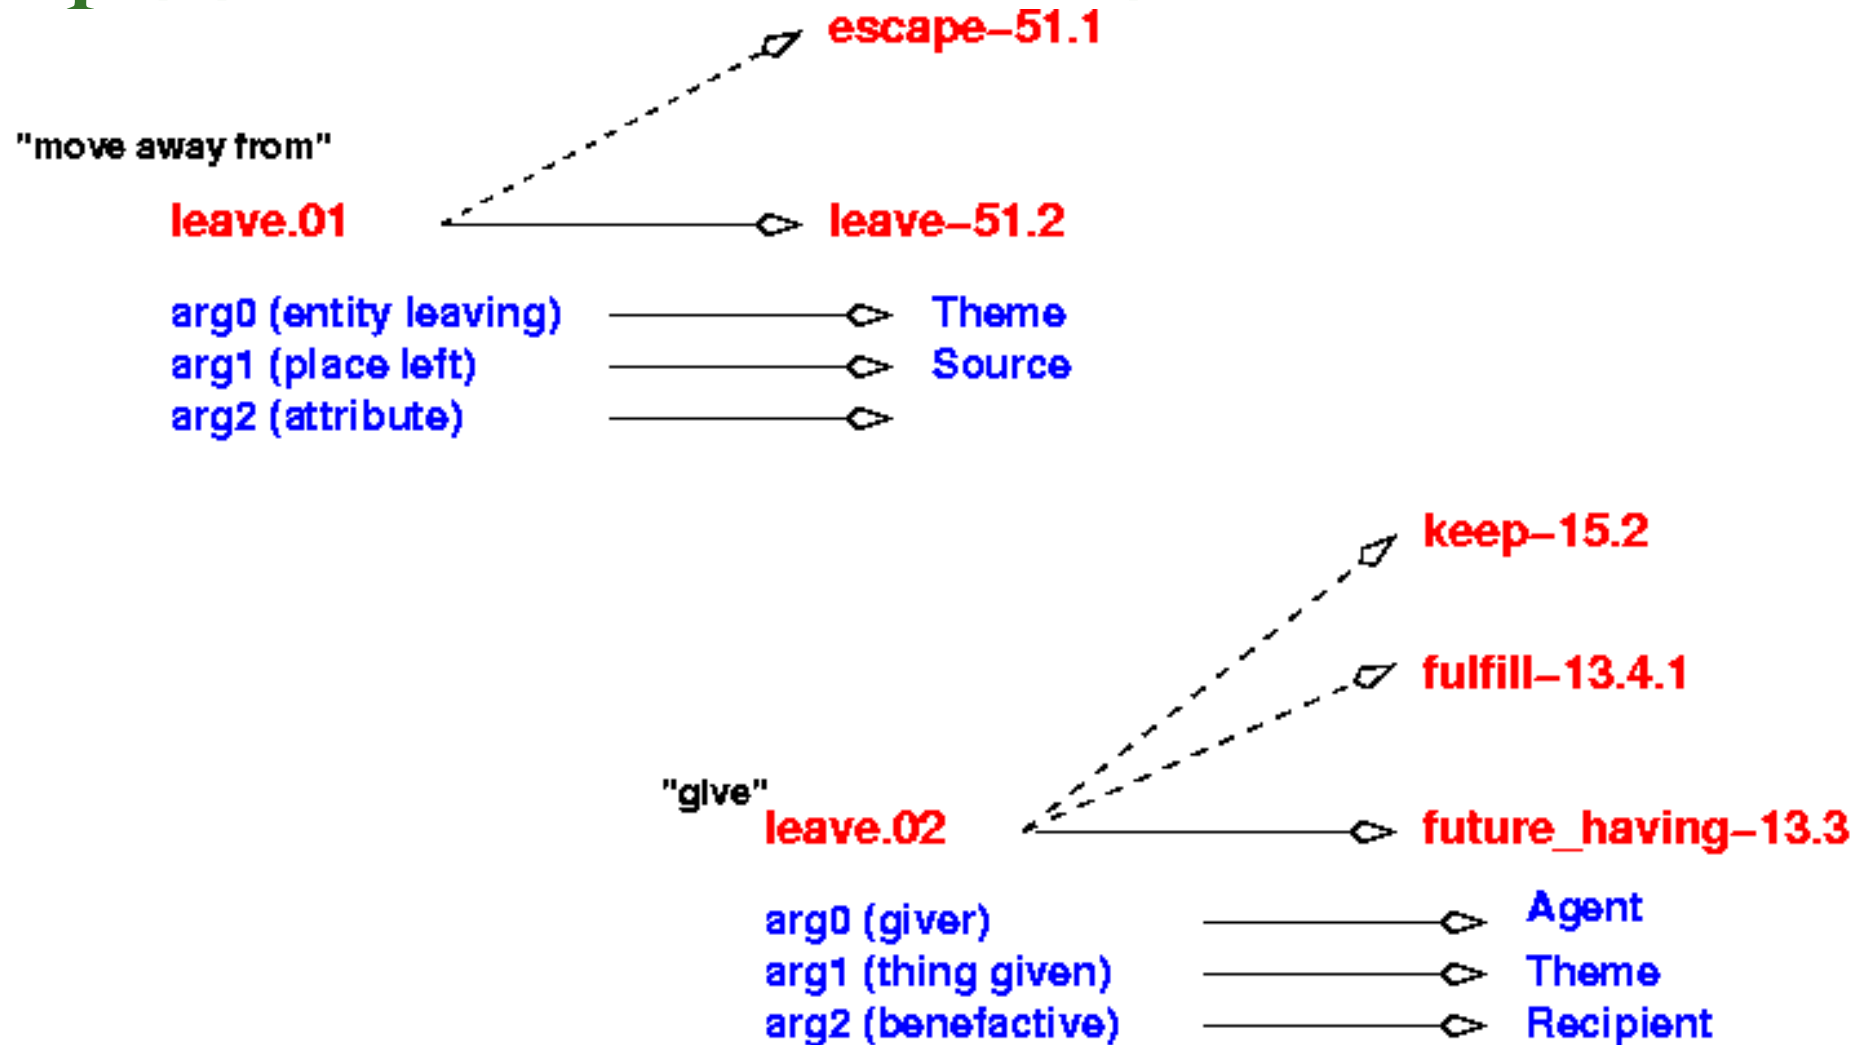 escape–51.1
"move away from"
leave.01 leave–51.2
arg0 (entity leaving) Theme
arg1 (place left) Source
arg2 (attribute)
keep–15.2
fulfill–13.4.1
"give"
leave.02 future_having–13.3
arg0 (giver) Agent
arg1 (thing given) Theme
arg2 (benefactive) Recipient